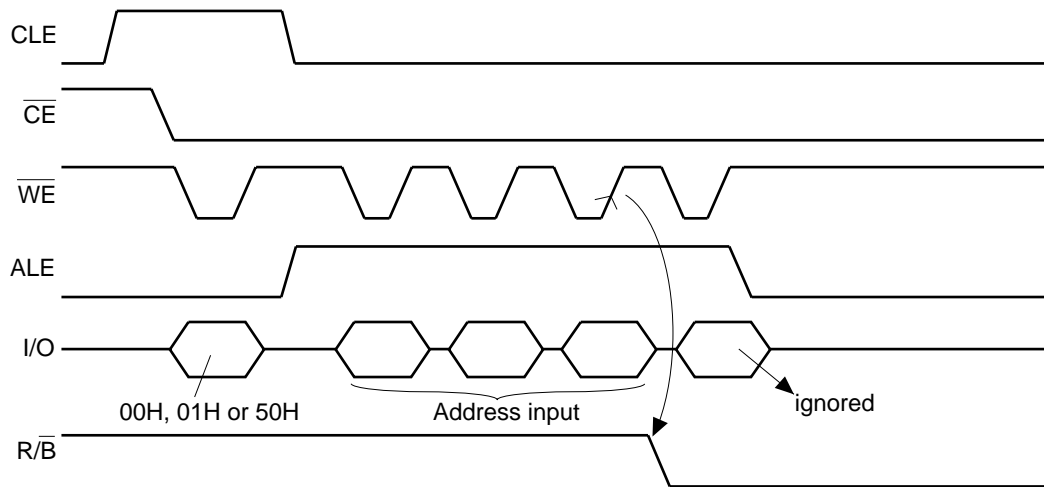 CLE
CE
WE
ALE
I/O
00H, 01H or 50H
Address input
ignored
R/B